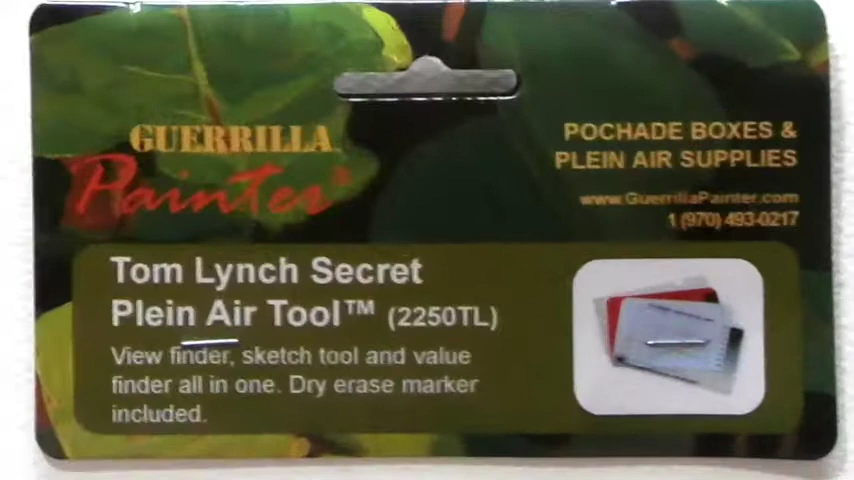 GUERRILLA
Painter®
POCHADE BOXES &
PLEIN AIR SUPPLIES
www.GuerrillaPainter.com
1 (970) 493-0217
Tom Lynch Secret
Plein Air Tool™ (2250TL)
View finder, sketch tool and value
finder all in one. Dry erase marker
included.